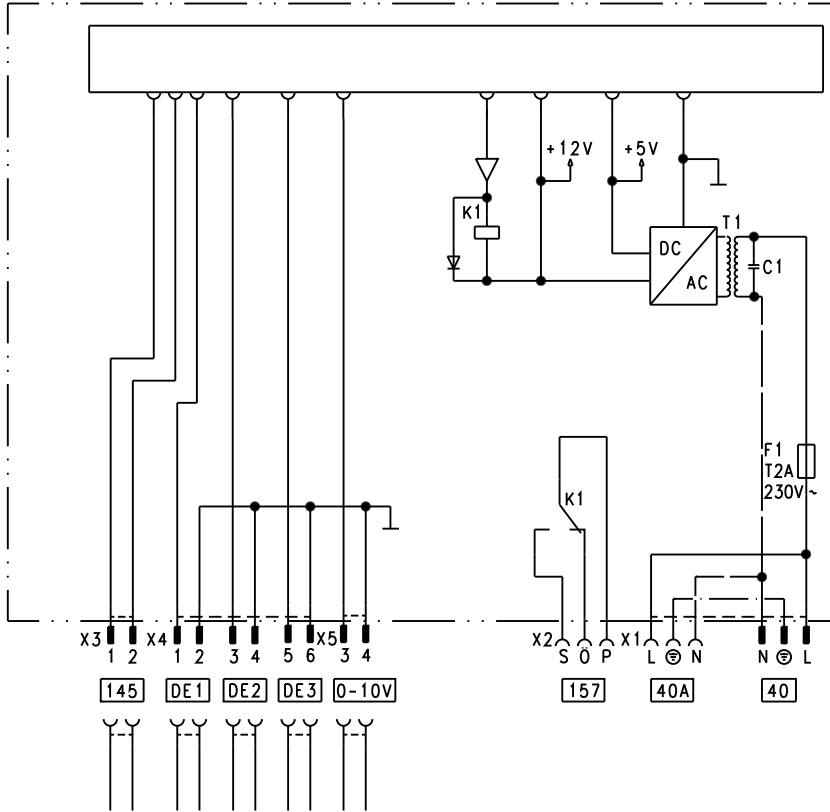 +12V +5V
K1 T1
DC
AC C1
F1
T2A
230V ~
K1
X3 X4 X5 X2 X1
1 2 1 2 3 4 5 6 3 4 S Ö P L N N L
145 DE1 DE2 DE3 0-10V 157 40A 40